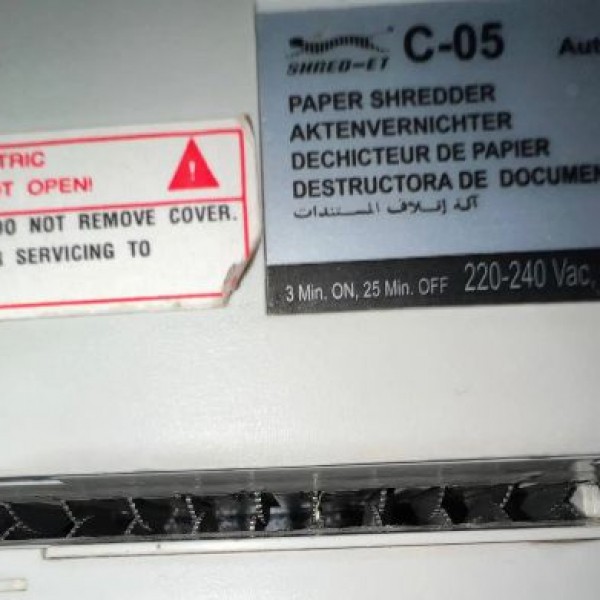 TRIC
OT OPEN!
DO NOT REMOVE COVER.
R SERVICING TO
SHRED-ET C-05 Aut
PAPER SHREDDER
AKTENVERNICHTER
DECHICTEUR DE PAPIER
DESTRUCTORA DE DOCUMEN
آلة إتلاف المستندات
3 Min. ON, 25 Min. OFF 220-240 Vac,